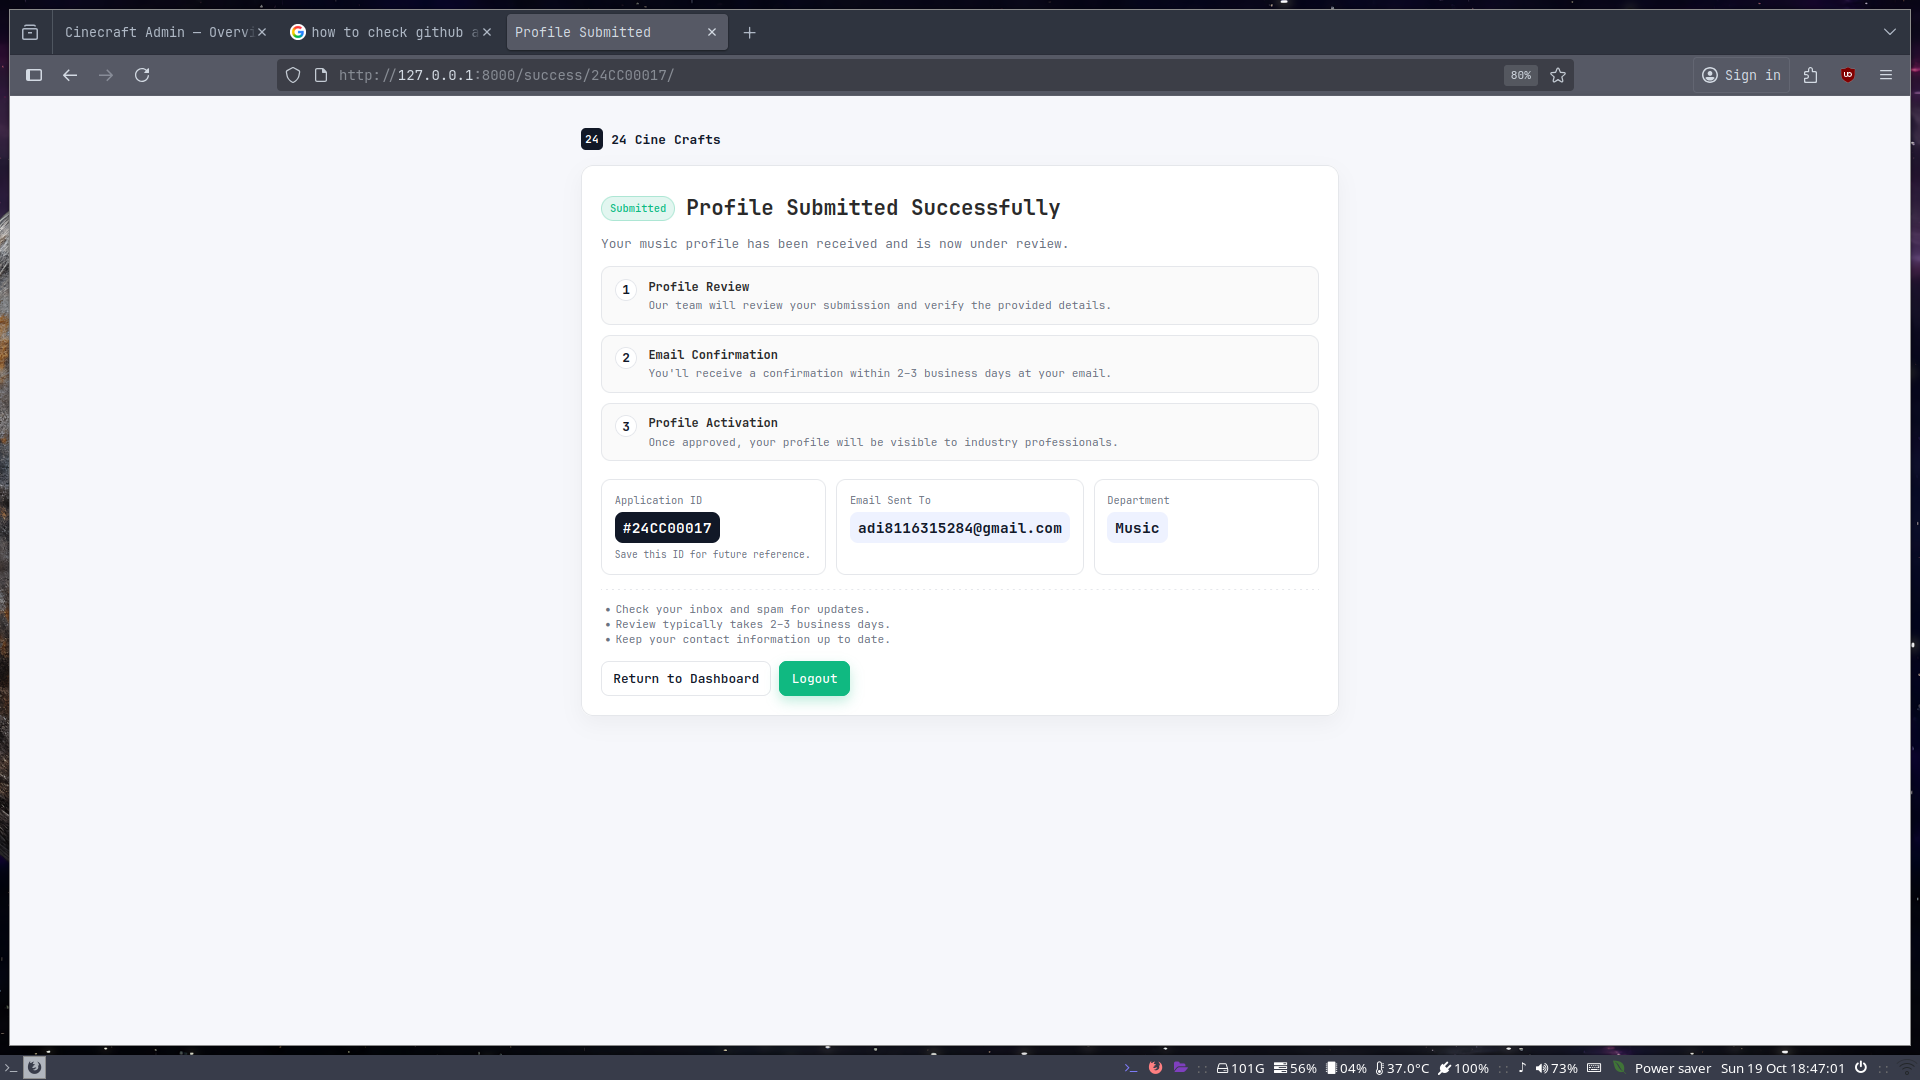 Cinecraft Admin — Overvi
how to check github a
Profile Submitted
http://127.0.0.1:8000/success/24CC00017/
80%
Sign in
24 24 Cine Crafts
Submitted Profile Submitted Successfully
Your music profile has been received and is now under review.
1 Profile Review
Our team will review your submission and verify the provided details.
2 Email Confirmation
You'll receive a confirmation within 2–3 business days at your email.
3 Profile Activation
Once approved, your profile will be visible to industry professionals.
Application ID
#24CC00017
Save this ID for future reference.
Email Sent To
adi8116315284@gmail.com
Department
Music
• Check your inbox and spam for updates.
• Review typically takes 2–3 business days.
• Keep your contact information up to date.
Return to Dashboard
Logout
101G 56% 04% 37.0°C 100% 73% Power saver Sun 19 Oct 18:47:01